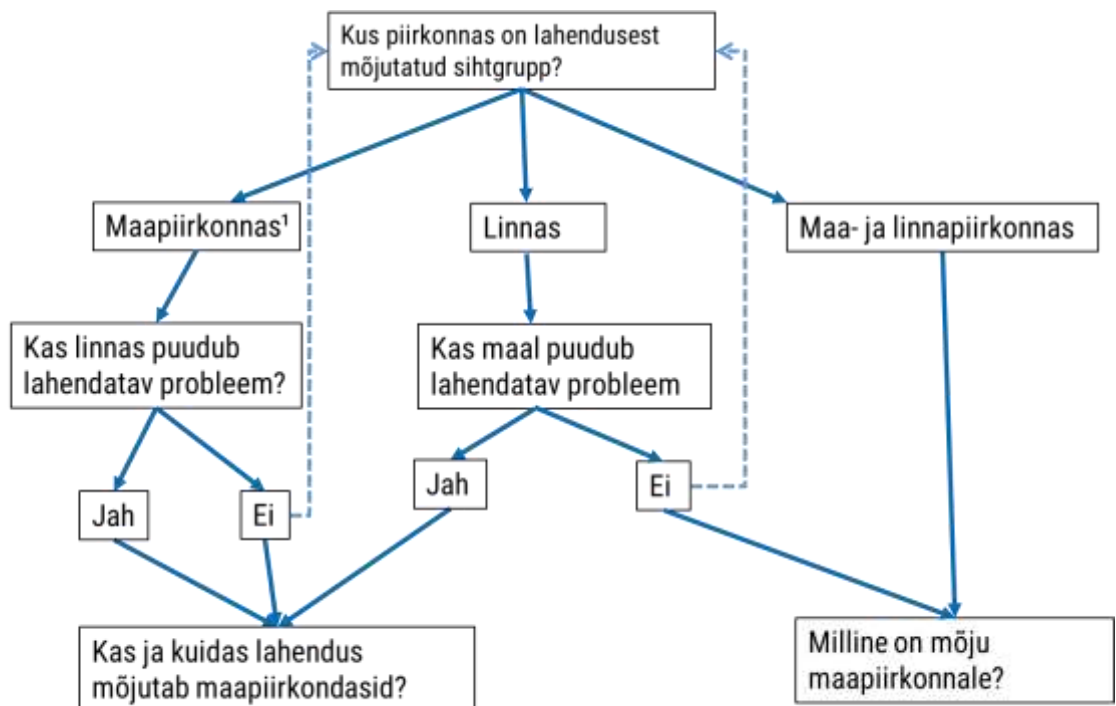 Kus piirkonnas on lahendusest
mõjutatud sihtgrupp?
Maapiirkonnas¹
Linnas
Maa- ja linnapiirkonnas
Kas linnas puudub
lahendatav probleem?
Kas maal puudub
lahendatav probleem
Jah
Ei
Jah
Ei
Kas ja kuidas lahendus
mõjutab maapiirkondasid?
Milline on mõju
maapiirkonnale?